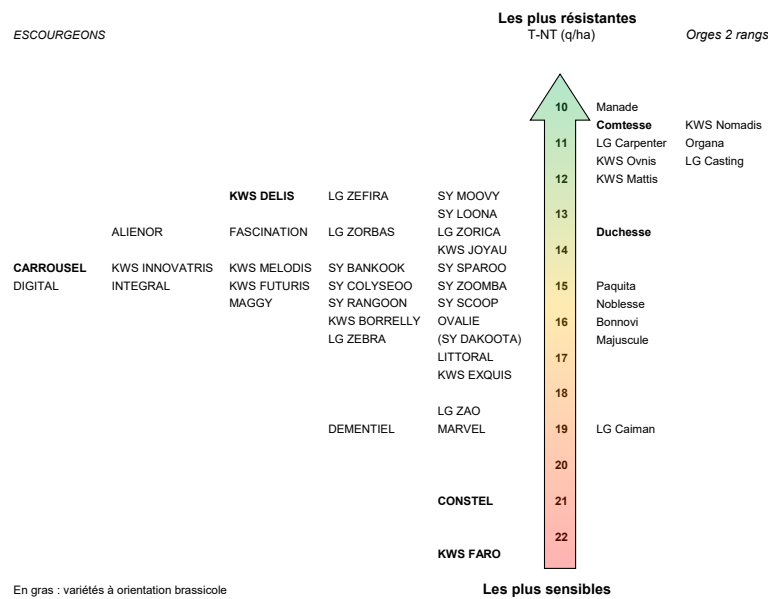 Les plus résistantes
ESCOURGEONS T-NT (q/ha) Orges 2 rangs
10 Manade
Comtesse KWS Nomadis
11 LG Carpenter Organa
KWS Ovnis LG Casting
12 KWS Mattis
KWS DELIS LG ZEFIRA SY MOOVY
SY LOONA 13
ALIENOR FASCINATION LG ZORBAS LG ZORICA Duchesse
KWS JOYAU 14
CARROUSEL KWS INNOVATRIS KWS MELODIS SY BANKOOK SY SPAROO
DIGITAL INTEGRAL KWS FUTURIS SY COLYSEOO SY ZOOMBA 15 Paquita
MAGGY SY RANGOON SY SCOOP Noblesse
KWS BORRELLY OVALIE 16 Bonnovi
LG ZEBRA (SY DAKOOTA) Majuscule
LITTORAL 17
KWS EXQUIS
18
LG ZAO
DEMENTIEL MARVEL 19 LG Caiman
20
CONSTEL 21
22
KWS FARO
En gras : variétés à orientation brassicole Les plus sensibles